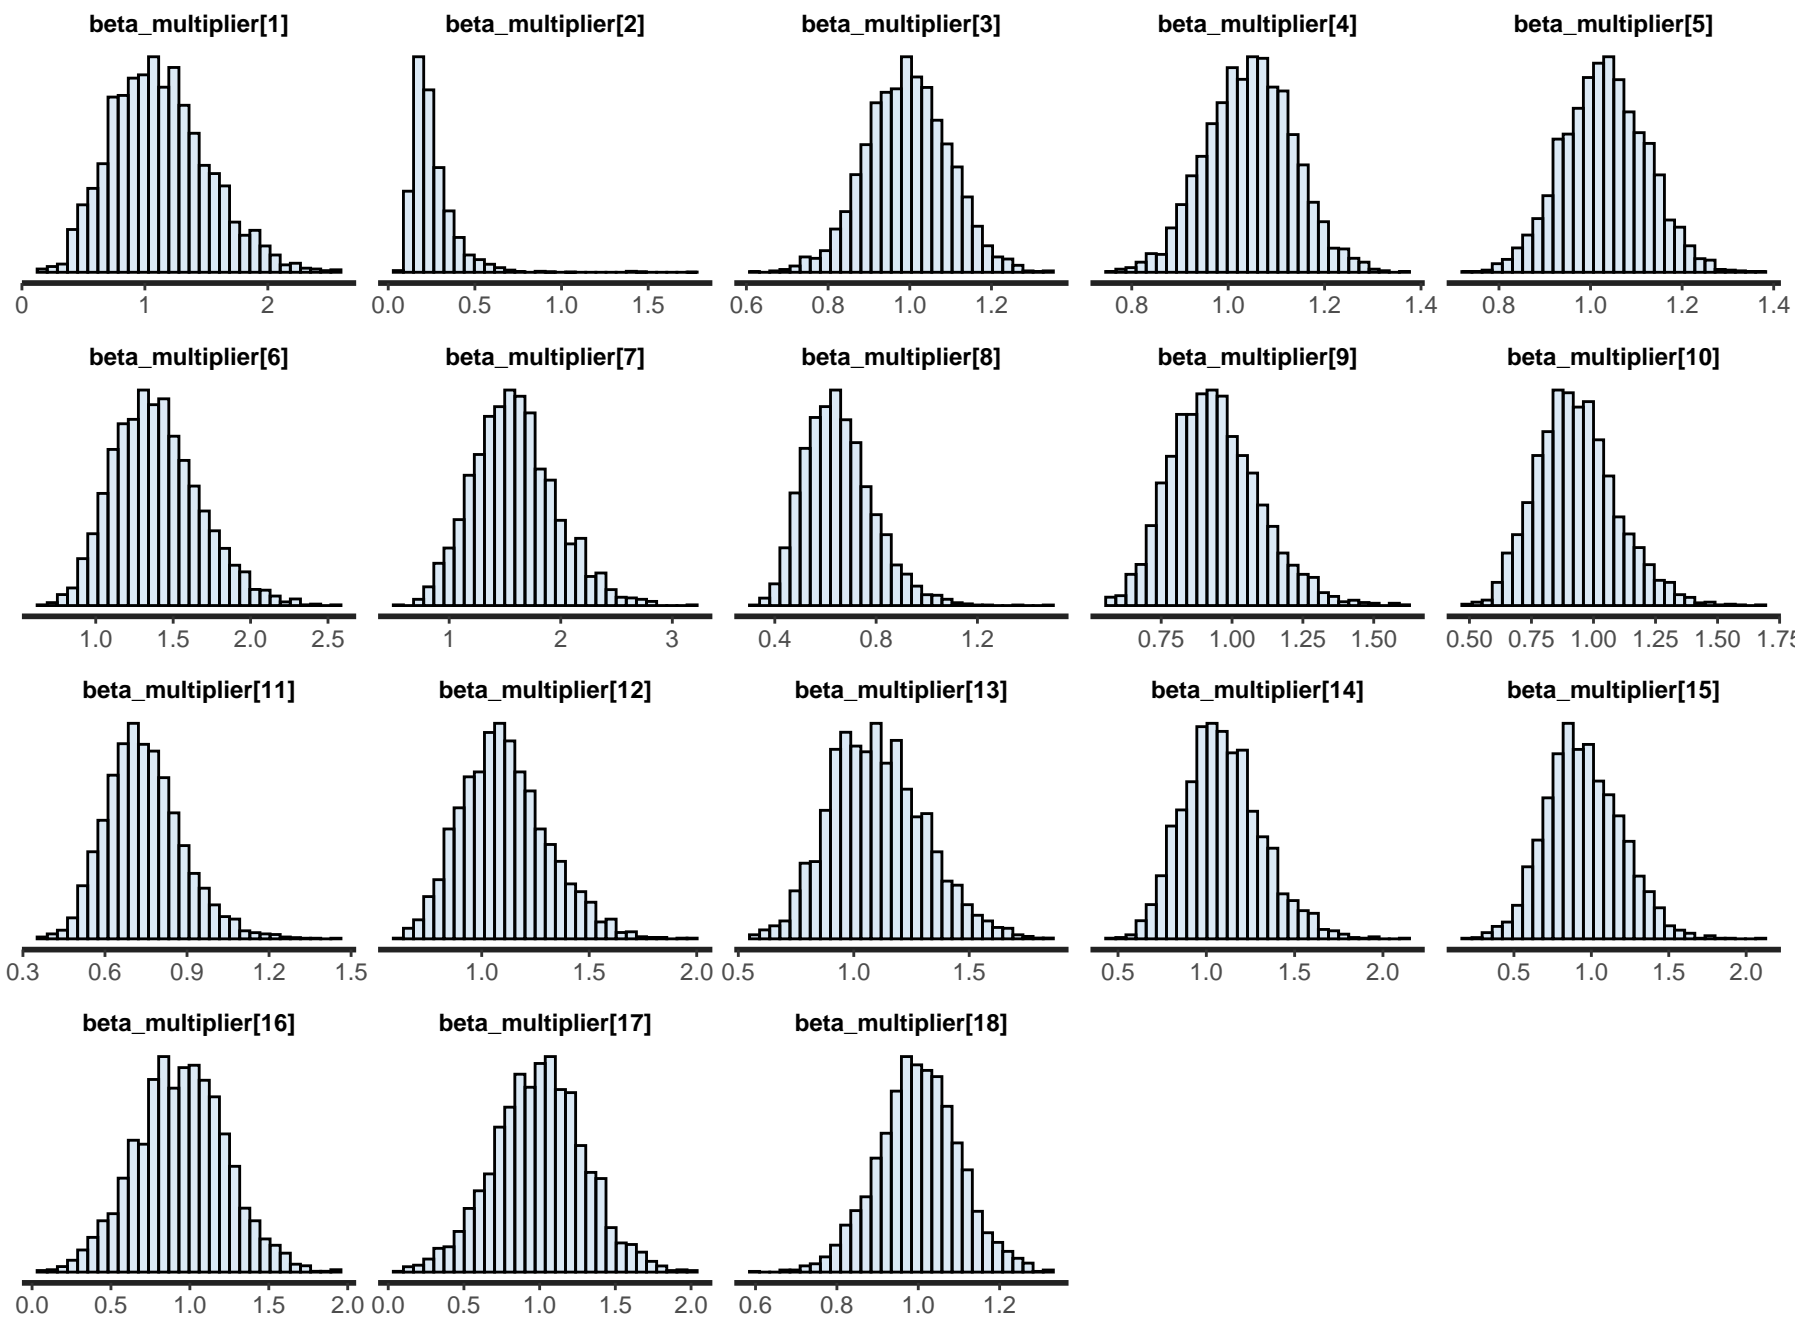 beta_multiplier[1] beta_multiplier[2] beta_multiplier[3] beta_multiplier[4] beta_multiplier[5]
0 1 2 0.0 0.5 1.0 1.5 0.6 0.8 1.0 1.2 0.8 1.0 1.2 1.4 0.8 1.0 1.2 1.4
beta_multiplier[6] beta_multiplier[7] beta_multiplier[8] beta_multiplier[9] beta_multiplier[10]
1.0 1.5 2.0 2.5 1 2 3 0.4 0.8 1.2 0.75 1.00 1.25 1.50 0.50 0.75 1.00 1.25 1.50 1.75
beta_multiplier[11] beta_multiplier[12] beta_multiplier[13] beta_multiplier[14] beta_multiplier[15]
0.3 0.6 0.9 1.2 1.5 1.0 1.5 2.0 0.5 1.0 1.5 0.5 1.0 1.5 2.0 0.5 1.0 1.5 2.0
beta_multiplier[16] beta_multiplier[17] beta_multiplier[18]
0.0 0.5 1.0 1.5 2.0 0.0 0.5 1.0 1.5 2.0 0.6 0.8 1.0 1.2